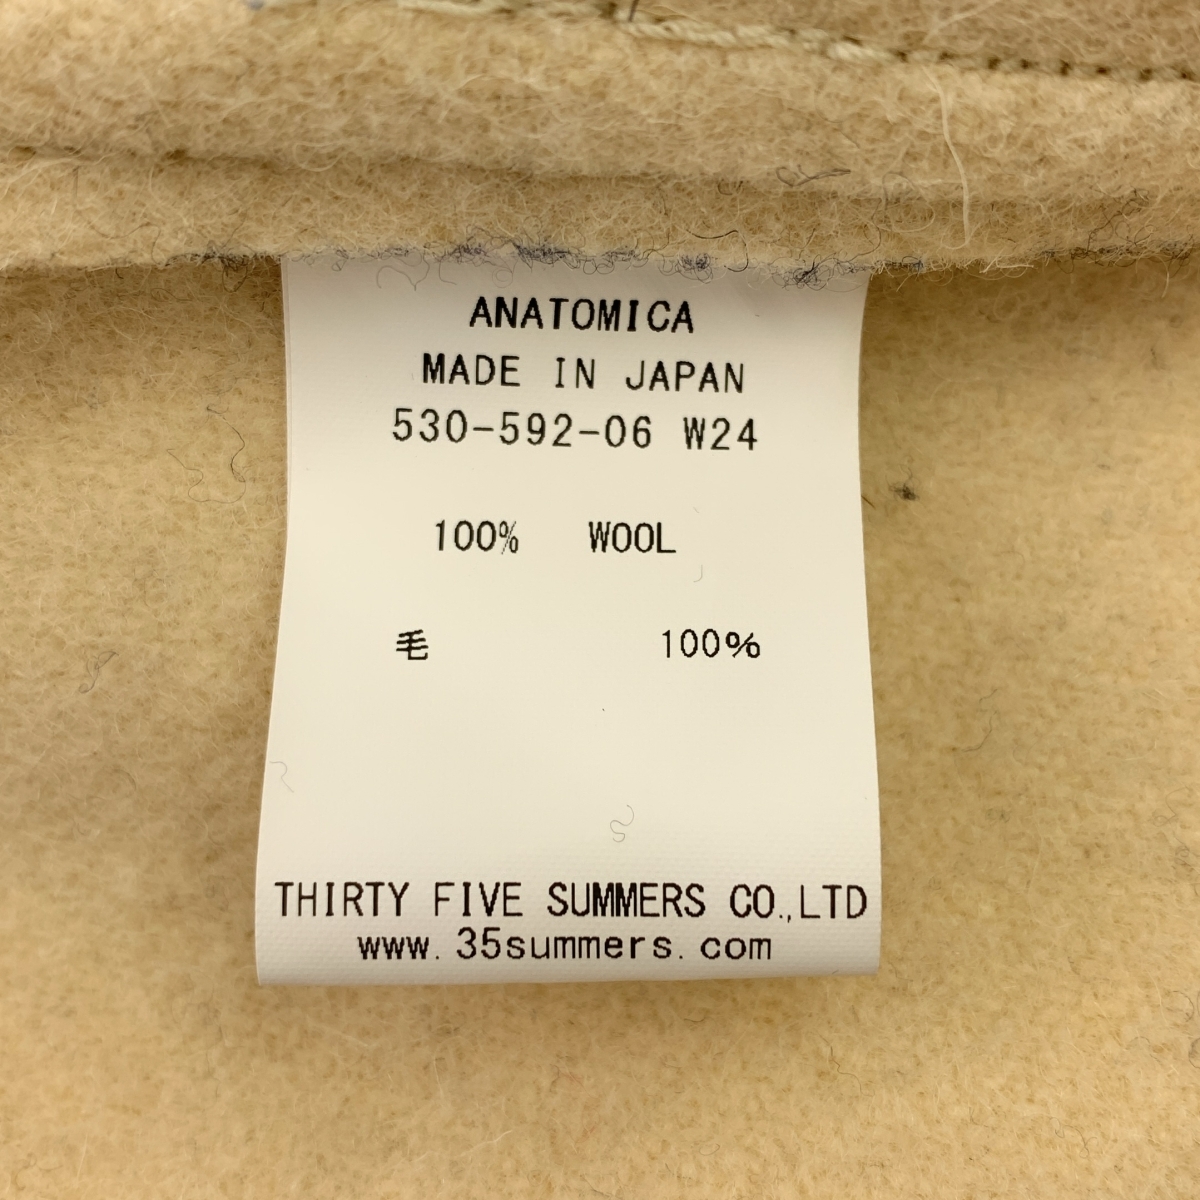 ANATOMICA
MADE IN JAPAN
530-592-06 W24
100% WOOL
毛 100%
THIRTY FIVE SUMMERS CO.,LTD
www.35summers.com